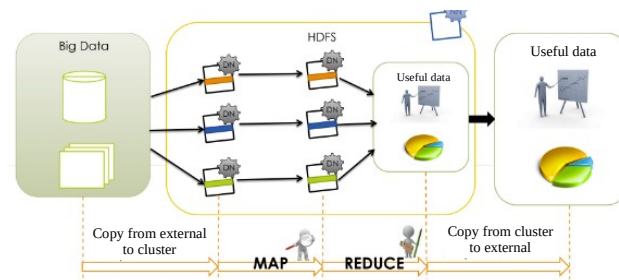 Big Data
HDFS
NN
Useful data
DN
DN
Useful data
DN
DN
DN
DN
Copy from external
to cluster
MAP
REDUCE
Copy from cluster
to external